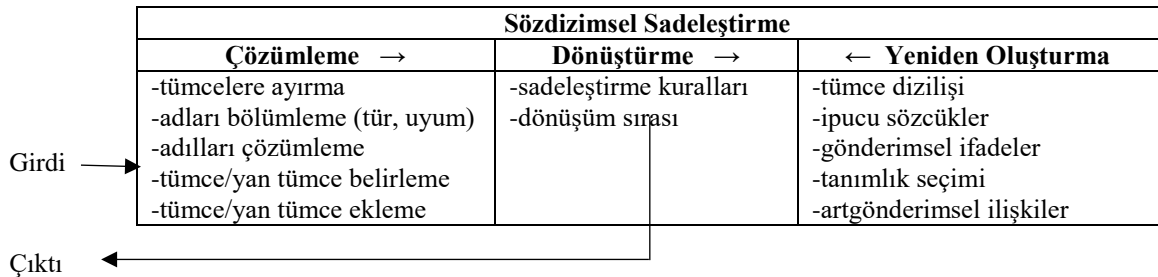 Sözdizimsel Sadeleştirme
Çözümleme → Dönüştürme → ← Yeniden Oluşturma
-tümcelere ayırma -sadeleştirme kuralları -tümce dizilişi
-adları bölümleme (tür, uyum) -dönüşüm sırası -ipucu sözcükler
Girdi -adılları çözümleme -gönderimsel ifadeler
-tümce/yan tümce belirleme -tanımlık seçimi
-tümce/yan tümce ekleme -artgönderimsel ilişkiler
Çıktı